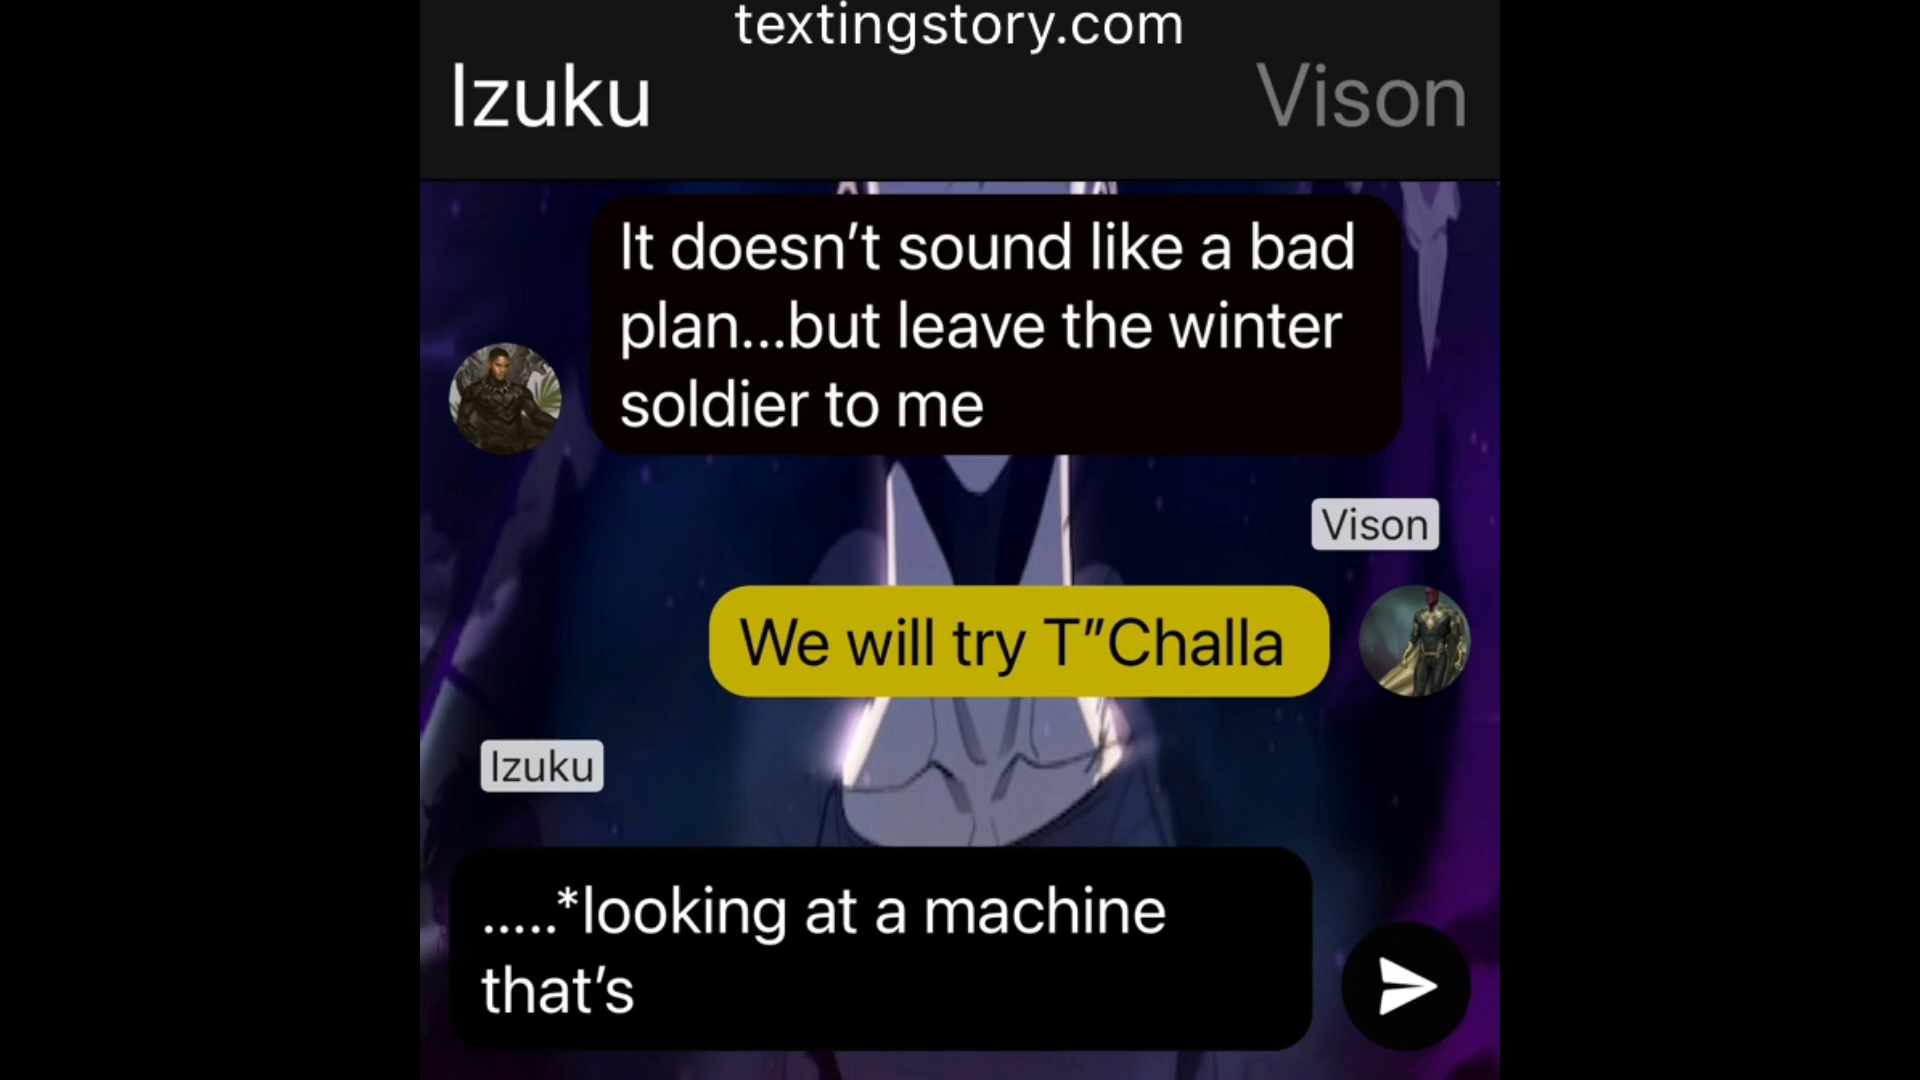 textingstory.com
Izuku
Vison
It doesn’t sound like a bad
plan...but leave the winter
soldier to me
Vison
We will try T”Challa
Izuku
.....*looking at a machine
that’s